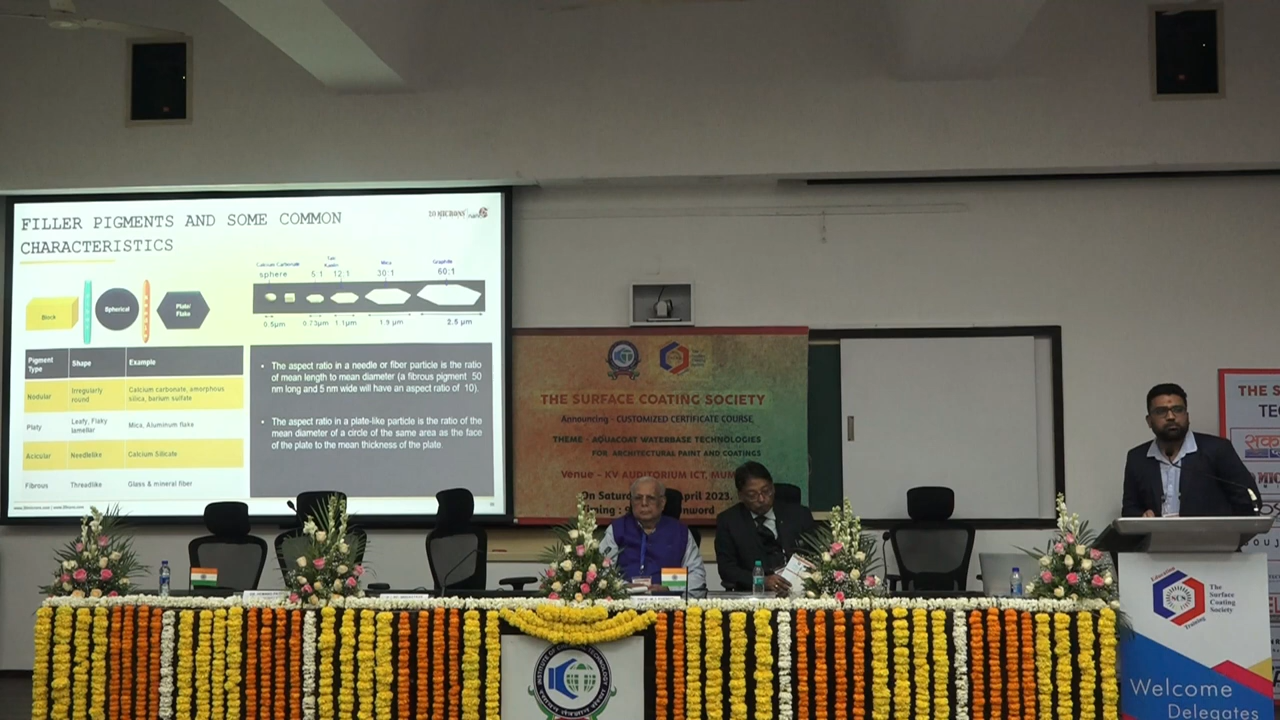 FILLER PIGMENTS AND SOME COMMON
CHARACTERISTICS
20 MICRONS nano
Block
Spherical
Plate/
Flake
Calcium Carbonate
sphere
Kaolin
5:1 12:1
Mica
30:1
Graphite
60:1
0.5µm
1.1µm
1.9 µm
2.5 µm
Pigment
Type
Shape
Example
Nodular
Irregularly
round
Calcium carbonate, amorphous
silica, barium sulfate
Platy
Leafy, Flaky
lamellar
Mica, Aluminum flake
Acicular
Needlelike
Calcium Silicate
Fibrous
Threadlike
Glass & mineral fiber
• The aspect ratio in a needle or fiber particle is the ratio
of mean length to mean diameter (a fibrous pigment 50
nm long and 5 nm wide will have an aspect ratio of 10).
• The aspect ratio in a plate-like particle is the ratio of the
mean diameter of a circle of the same area as the face
of the plate to the mean thickness of the plate
THE SURFACE COATING SOCIETY
Announcing - CUSTOMIZED CERTIFICATE COURSE,
THEME - AQUACOAT WATERBASE TECHNOLOGIES
FOR ARCHITECTURAL PAINT AND COATINGS
Venue - KV AUDITORIUM ICT, MUM
On Satur
April 2023.
iming : 9
Onword
THE S
TEC
Education
SCS
Training
The
Surface
Coating
Society
Welcome
Delegates